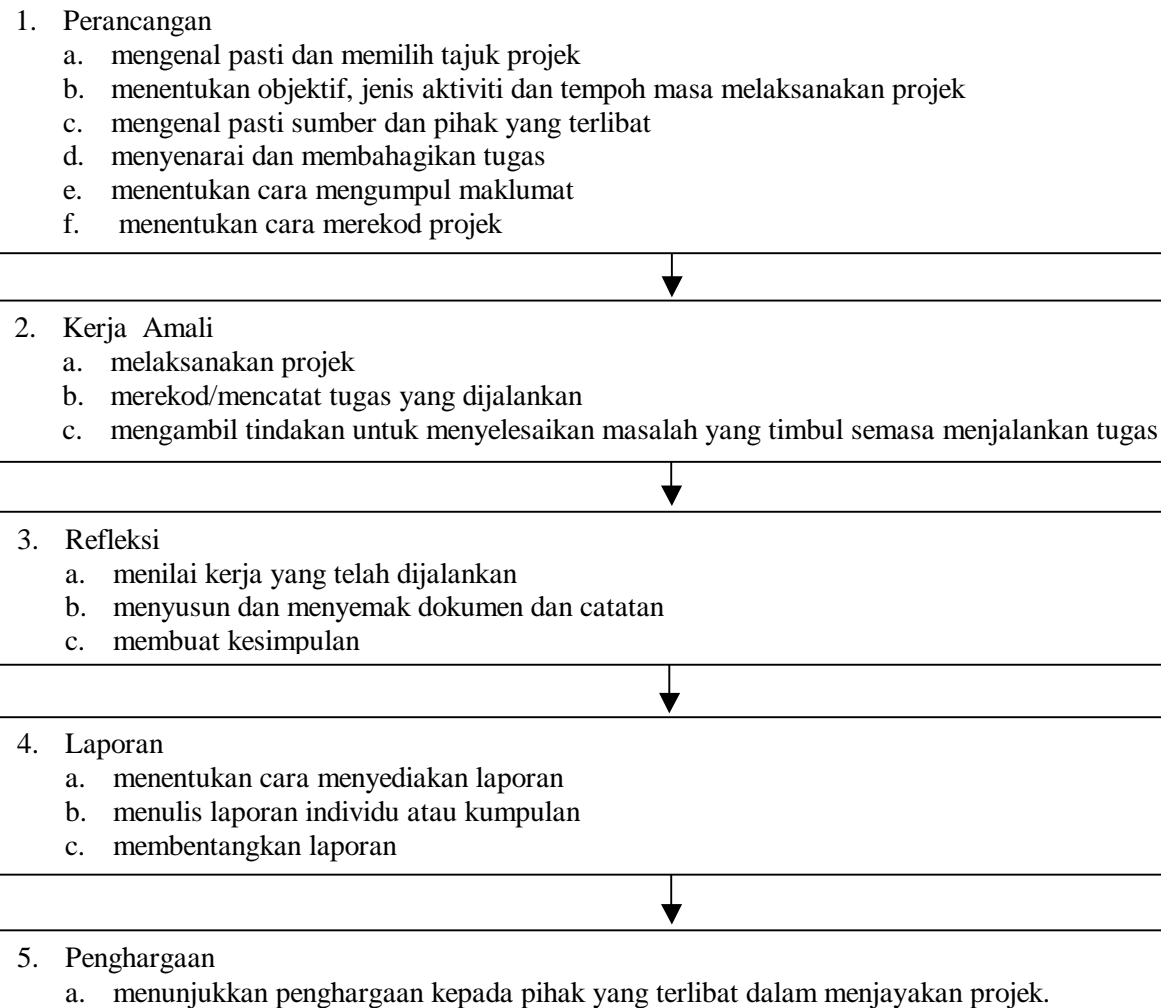 1. Perancangan
a. mengenal pasti dan memilih tajuk projek
b. menentukan objektif, jenis aktiviti dan tempoh masa melaksanakan projek
c. mengenal pasti sumber dan pihak yang terlibat
d. menyenarai dan membahagikan tugas
e. menentukan cara mengumpul maklumat
f. menentukan cara merekod projek
2. Kerja Amali
a. melaksanakan projek
b. merekod/mencatat tugas yang dijalankan
c. mengambil tindakan untuk menyelesaikan masalah yang timbul semasa menjalankan tugas
3. Refleksi
a. menilai kerja yang telah dijalankan
b. menyusun dan menyemak dokumen dan catatan
c. membuat kesimpulan
4. Laporan
a. menentukan cara menyediakan laporan
b. menulis laporan individu atau kumpulan
c. membentangkan laporan
5. Penghargaan
a. menunjukkan penghargaan kepada pihak yang terlibat dalam menjayakan projek.